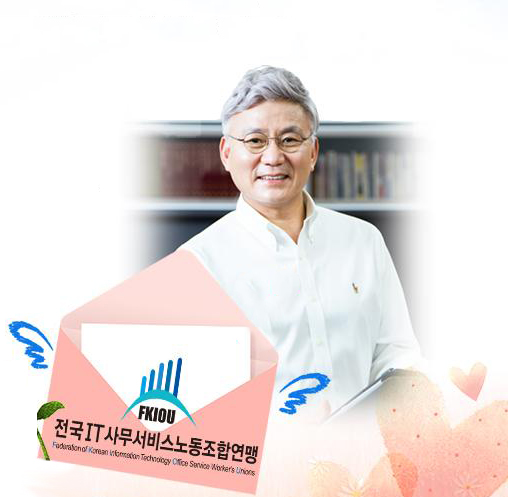 FKIOU
전국IT사무서비스노동조합연맹
Federation of Korean Information Technology Office Service Worker's Unions